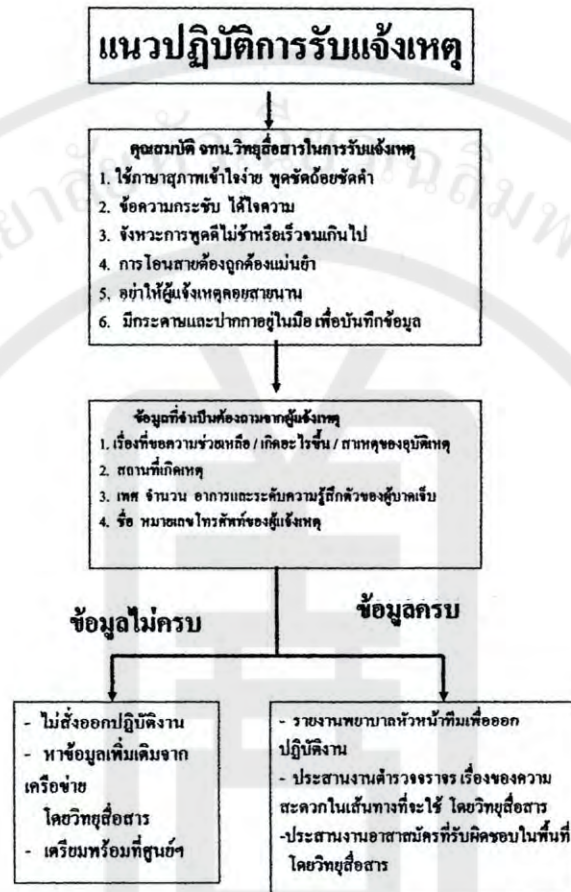 แนวปฏิบัติการรับแจ้งเหตุ
คุณสมบัติ จทน.วิทยุสื่อสารในการรับแจ้งเหตุ
1. ใช้ภาษาสุภาพเข้าใจง่าย พูดชัดถ้อยชัดคำ
2. ข้อความกระชับ ได้ใจความ
3. จังหวะการพูดดีไม่ช้าหรือเร็วจนเกินไป
4. การโอนสายต้องถูกต้องแม่นยำ
5. อย่าให้ผู้แจ้งเหตุคอยสายนาน
6. มีกระดาษและปากกาอยู่ในมือ เพื่อบันทึกข้อมูล
ข้อมูลที่จำเป็นต้องถามจากผู้แจ้งเหตุ
1. เรื่องที่ขอความช่วยเหลือ / เกิดอะไรขึ้น / สาเหตุของอุบัติเหตุ
2. สถานที่เกิดเหตุ
3. เพศ จำนวน อาการและระดับความรู้สึกตัวของผู้บาดเจ็บ
4. ชื่อ หมายเลขโทรศัพท์ของผู้แจ้งเหตุ
ข้อมูลไม่ครบ
ข้อมูลครบ
- ไม่สั่งออกปฏิบัติงาน
- หาข้อมูลเพิ่มเติมจาก
เครือข่าย
โดยวิทยุสื่อสาร
- เตรียมพร้อมที่ศูนย์ฯ
- รายงานพยาบาลหัวหน้าทีมเพื่อออก
ปฏิบัติงาน
- ประสานงานตำรวจจราจร เรื่องของความ
สะดวกในเส้นทางที่จะใช้ โดยวิทยุสื่อสาร
-ประสานงานอาสาสมัครที่รับผิดชอบในพื้นที่
โดยวิทยุสื่อสาร